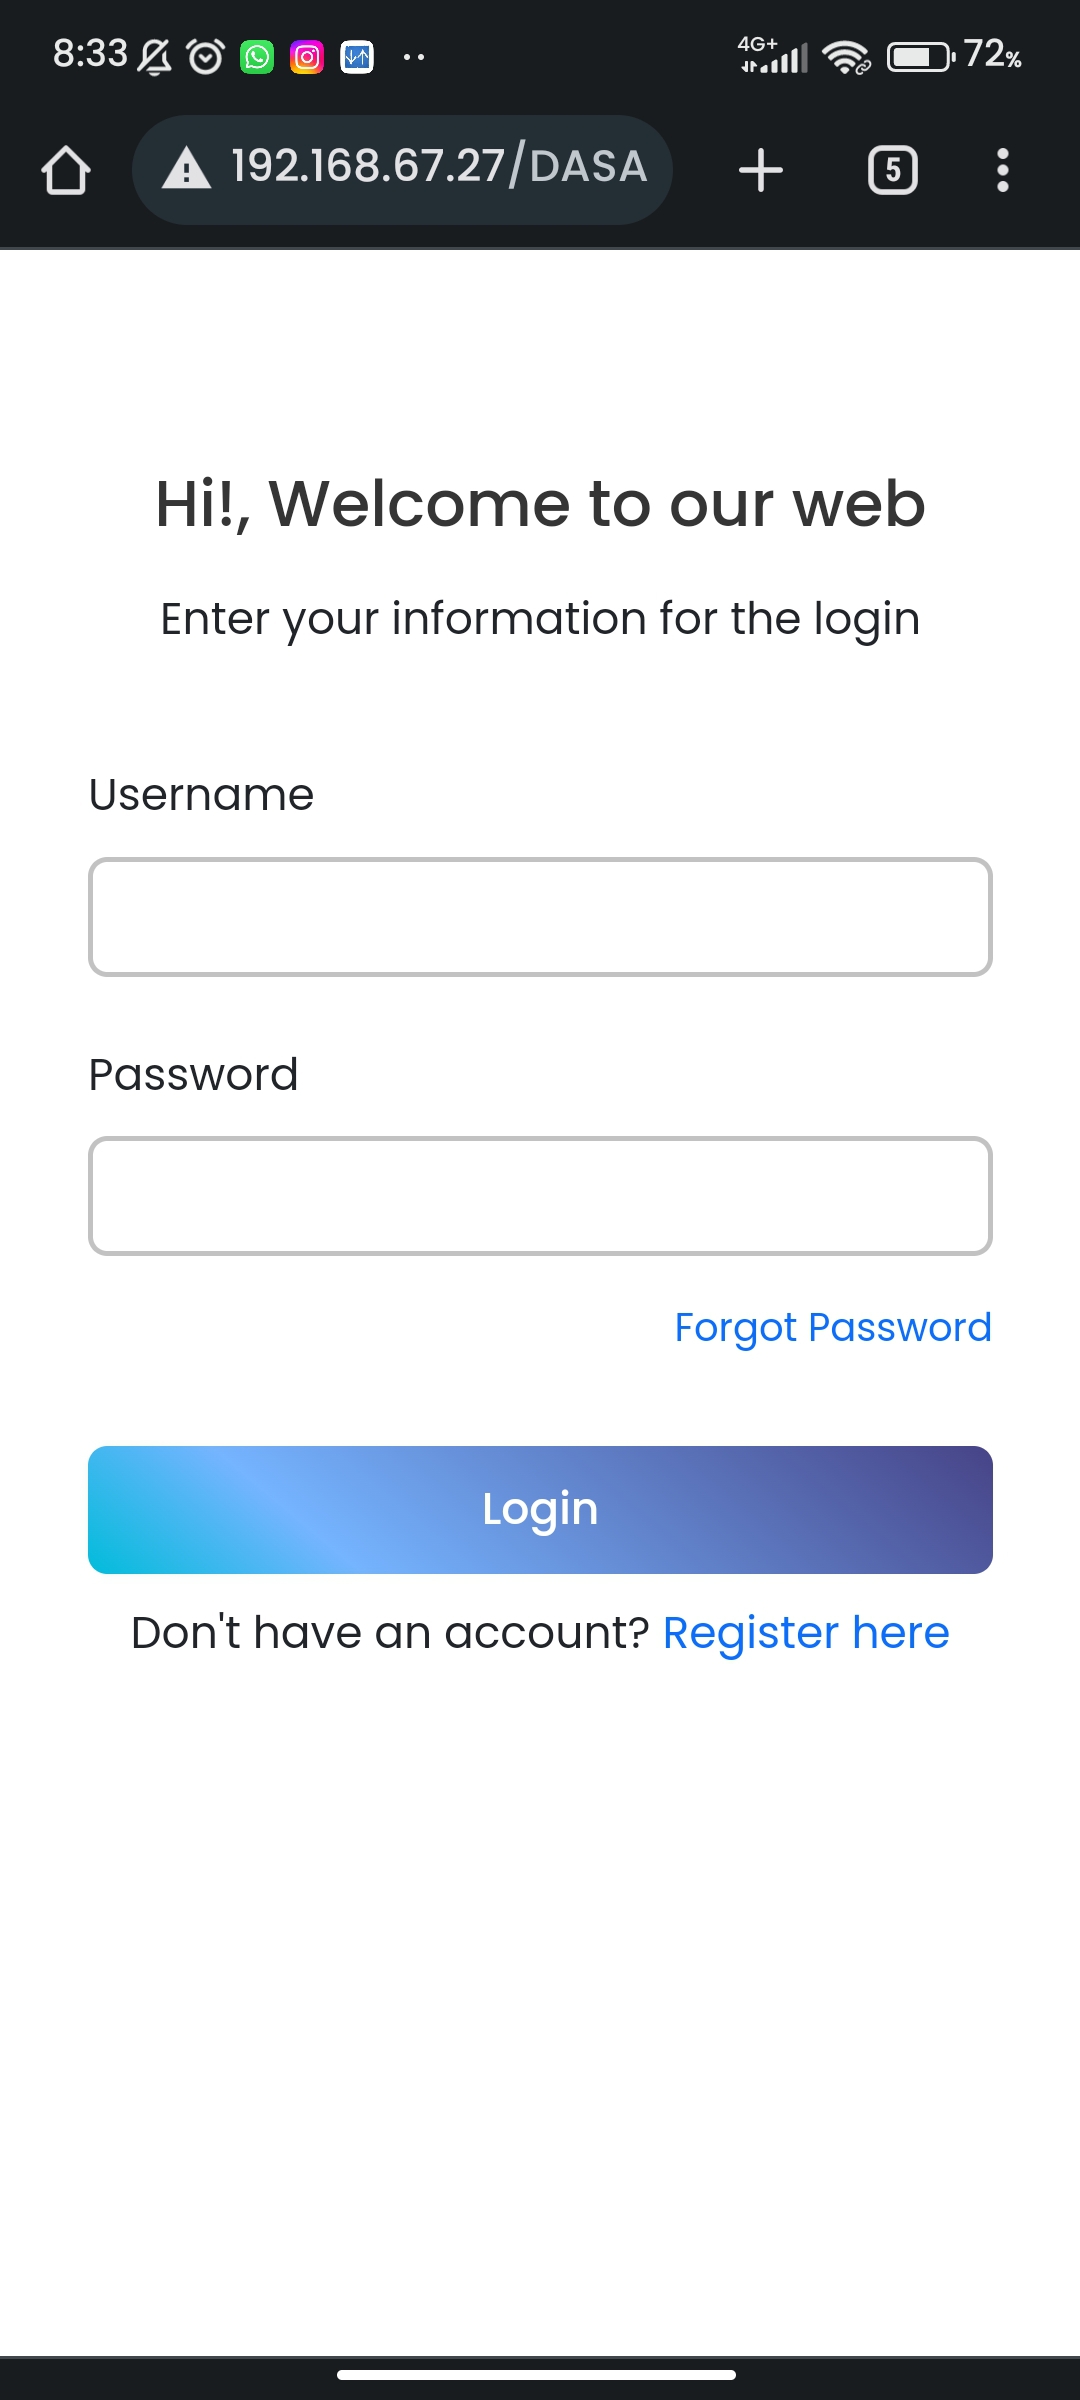 8:33 4G+ 72%
192.168.67.27/DASA 5
Hi!, Welcome to our web
Enter your information for the login
Username
Password
Forgot Password
Login
Don't have an account? Register here